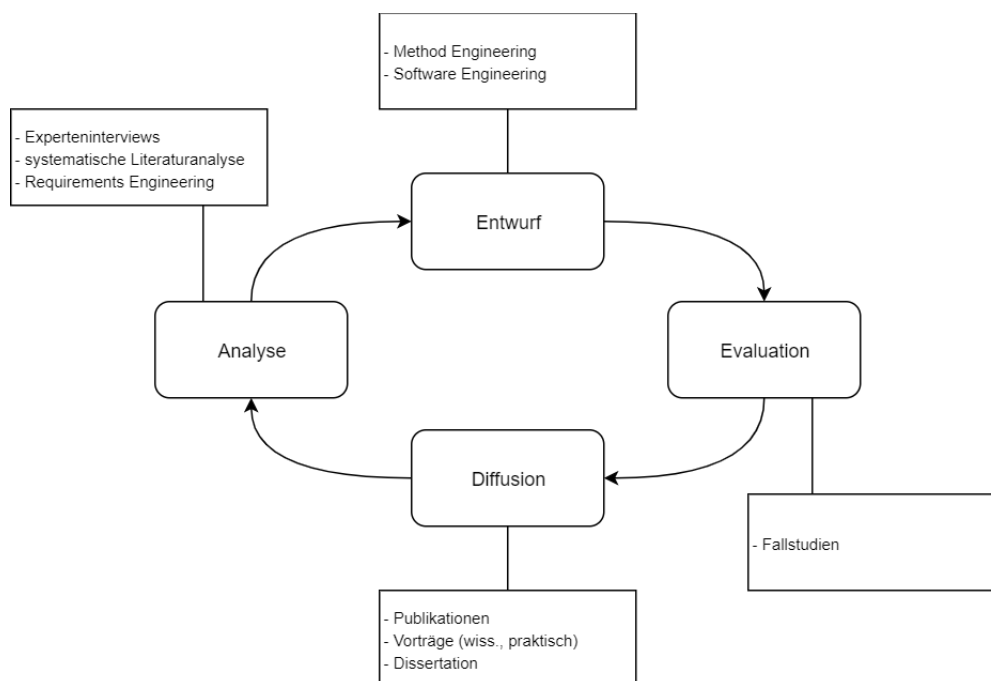 - Method Engineering
- Software Engineering
- Experteninterviews
- systematische Literaturanalyse
- Requirements Engineering
Entwurf
Analyse
Evaluation
Diffusion
- Fallstudien
- Publikationen
- Vorträge (wiss., praktisch)
- Dissertation